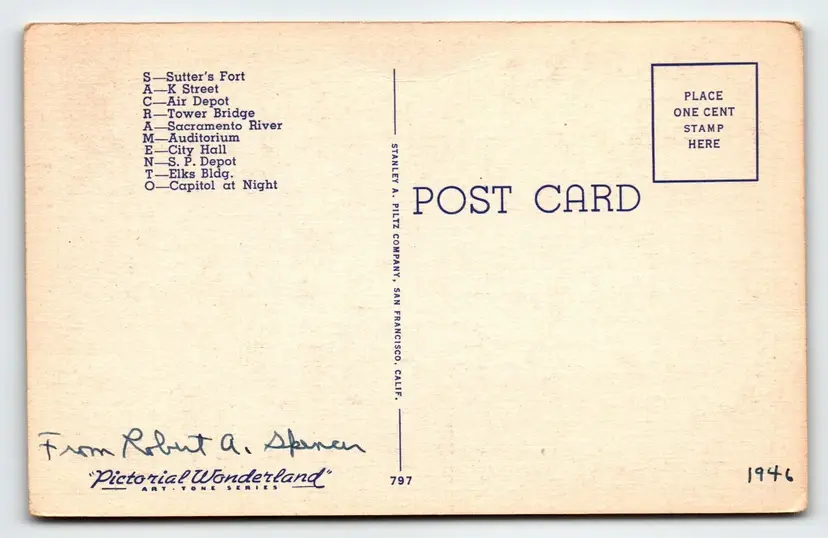 S—Sutter's Fort
A—K Street
C—Air Depot
R—Tower Bridge
A—Sacramento River
M—Auditorium
E—City Hall
N—S. P. Depot
T—Elks Bldg.
O—Capitol at Night
STANLEY A. PILTZ COMPANY, SAN FRANCISCO, CALIF.
POST CARD
PLACE
ONE CENT
STAMP
HERE
From Robert A. Spencer
"Pictorial Wonderland"
ART-TONE SERIES
797
1946